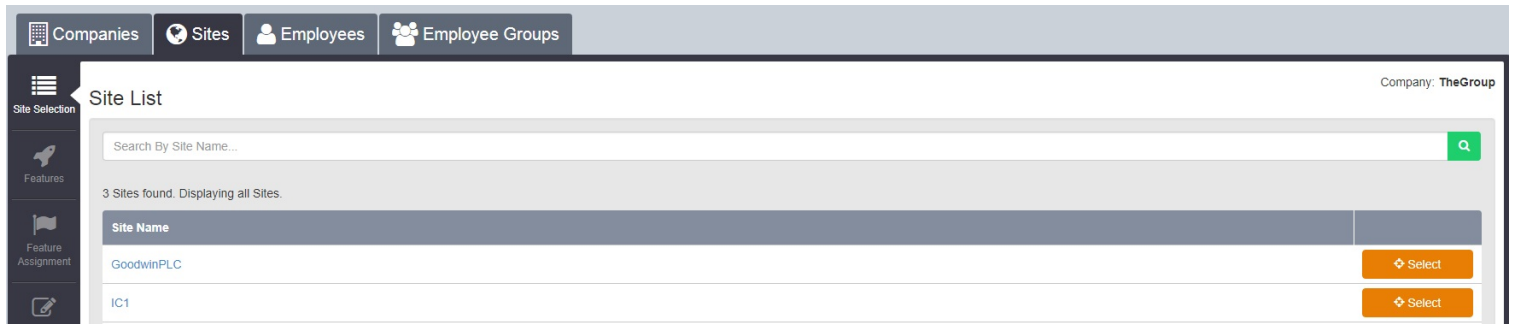 Companies
Sites
Employees
Employee Groups
Site Selection
Features
Feature
Assignment
Company: TheGroup
Site List
Search By Site Name...
3 Sites found. Displaying all Sites.
Site Name
GoodwinPLC
Select
IC1
Select